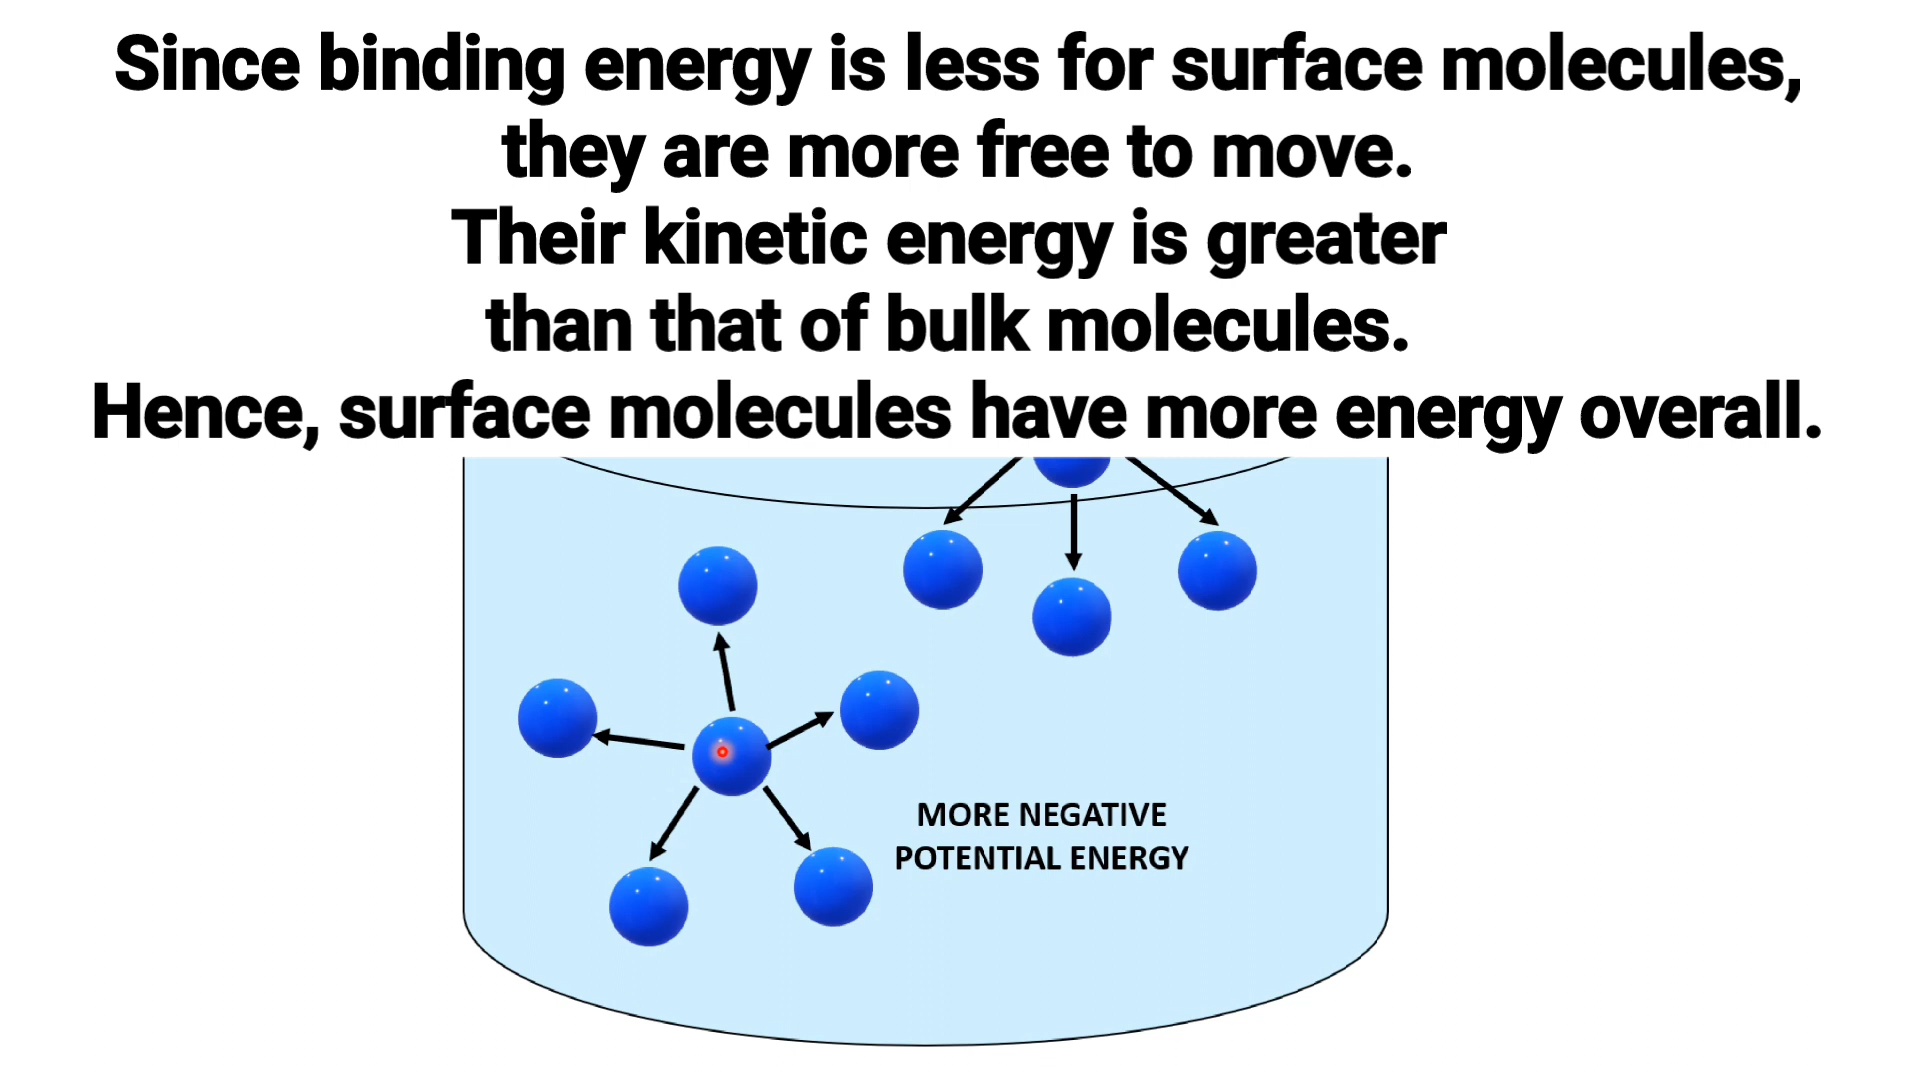 Since binding energy is less for surface molecules,
they are more free to move.
Their kinetic energy is greater
than that of bulk molecules.
Hence, surface molecules have more energy overall.
MORE NEGATIVE
POTENTIAL ENERGY